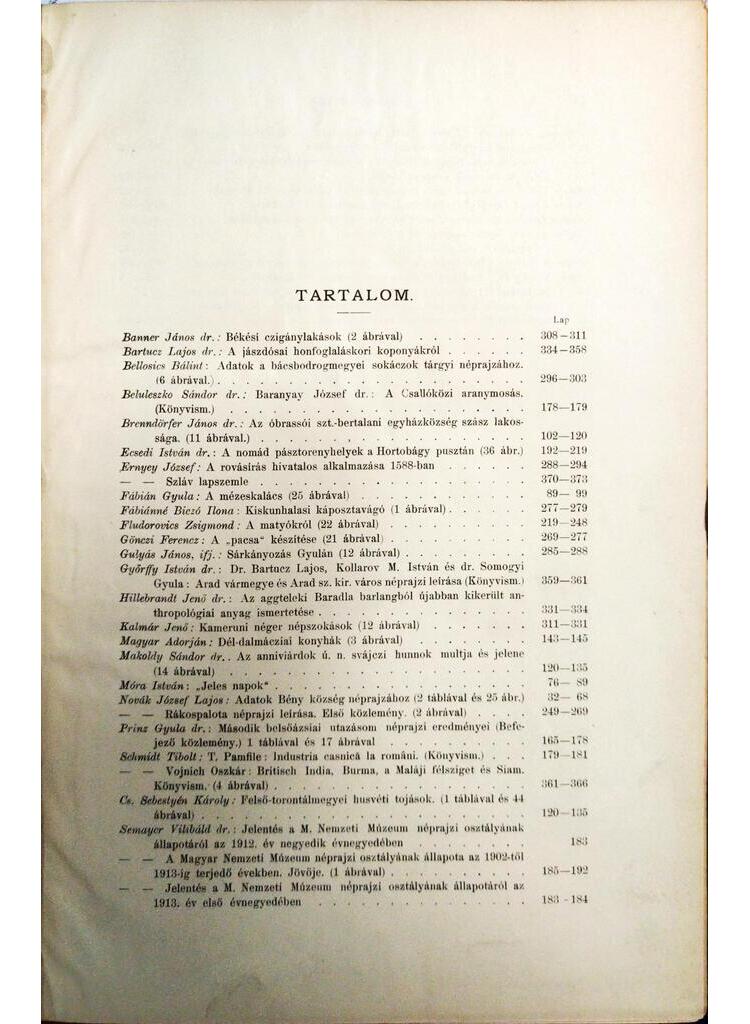 TARTALOM.
Lap
Banner János dr.: Békési czigánylakások (2 ábrával) . . . . . . . . 308—311
Bartucz Lajos dr.: A jászdósai honfoglaláskori koponyákról . . . . . . 334—358
Bellosics Bálint: Adatok a bácsbodrogmegyei sokáczok tárgyi néprajzához.
(6 ábrával.) . . . . . . . . . . . . . . . . . . . . 296—303
Beluleszko Sándor dr.: Baranyay József dr.: A Csallóközi aranymosás.
(Könyvism.) . . . . . . . . . . . . . . . . . . . . 178—179
Brenndörfer János dr.: Az óbrassói szt.-bertalani egyházközség szász lakos-
sága. (11 ábrával.) . . . . . . . . . . . . . . . . . . 102—120
Ecsedi István dr.: A nomád pásztorenyhelyek a Hortobágy pusztán (36 ábr.) 192—219
Ernyey József: A rovásírás hivatalos alkalmazása 1588-ban . . . . . . 288—294
— — Szláv lapszemle . . . . . . . . . . . . . . . . . 370—373
Fábián Gyula: A mézeskalács (25 ábrával) . . . . . . . . . . . 89— 99
Fábiánné Biczó Ilona: Kiskunhalasi káposztavágó (1 ábrával) . . . . . . 277—279
Fludorovics Zsigmond: A matyókról (22 ábrával) . . . . . . . . . . 219—248
Gönczi Ferencz: A „pacsa" készítése (21 ábrával) . . . . . . . . . . 269—277
Gulyás János, ifj.: Sárkányozás Gyulán (12 ábrával) . . . . . . . . . 285—288
Győrffy István dr.: Dr. Bartucz Lajos, Kollarov M. István és dr. Somogyi
Gyula: Arad vármegye és Arad sz. kir. város néprajzi leírása (Könyvism.) 359—361
Hillebrandt Jenő dr.: Az aggteleki Baradla barlangból újabban kikerült an-
thropológiai anyag ismertetése . . . . . . . . . . . . . . 331—334
Kalmár Jenő: Kameruni néger népszokások (12 ábrával) . . . . . . . 311—331
Magyar Adorján: Dél-dalmácziai konyhák (3 ábrával) . . . . . . . 143—145
Makoldy Sándor dr.. Az anniviárdok ú. n. svájczi hunnok multja és jelene
(14 ábrával) . . . . . . . . . . . . . . . . . . . . 120—135
Móra István: „Jeles napok" . . . . . . . . . . . . . . . . . 76— 89
Novák József Lajos: Adatok Bény község néprajzához (2 táblával és 25 ábr.) 32— 68
— — Rákospalota néprajzi leírása. Első közlemény. (2 ábrával) . . . . 249—269
Prinz Gyula dr.: Második belsőázsiai utazásom néprajzi eredményei (Befe-
jező közlemény.) 1 táblával és 17 ábrával . . . . . . . . . 165—178
Schmidt Tibolt: T. Pamfile: Industria casnică la români. (Könyvism.) . . . 179—181
— — Vojnich Oszkár: Britisch India, Burma, a Maláji félsziget és Siam.
Könyvism. (4 ábrával) . . . . . . . . . . . . . . . . . 361—366
Cs. Sebestyén Károly: Felső-torontálmegyei husvéti tojások. (1 táblával és 44
ábrával) . . . . . . . . . . . . . . . . . . . . . 120—135
Semayer Vilibáld dr.: Jelentés a M. Nemzeti Múzeum néprajzi osztályának
állapotáról az 1912. év negyedik évnegyedében . . . . . . . . 183
— — A Magyar Nemzeti Múzeum néprajzi osztályának állapota az 1902-től
1913-ig terjedő években. Jövője. (1 ábrával) . . . . . . . . . 185—192
— — Jelentés a M. Nemzeti Múzeum néprajzi osztályának állapotáról az
1913. év első évnegyedében . . . . . . . . . . . . . . 183 - 184